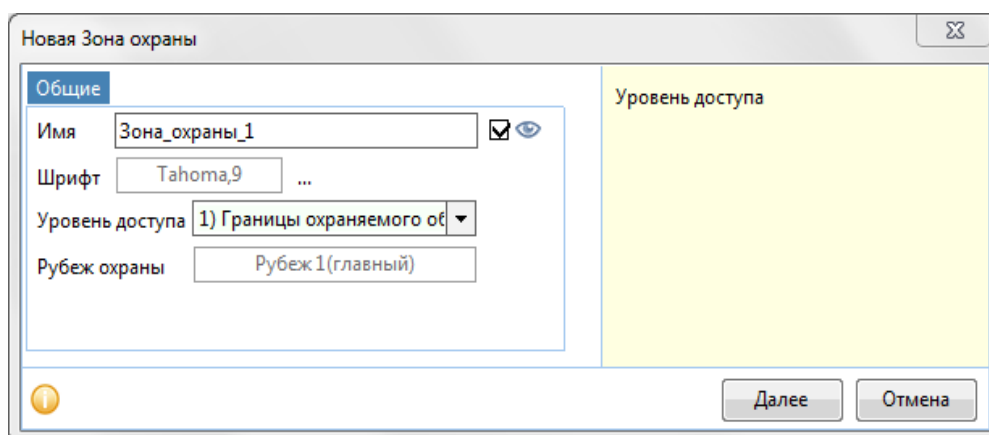 Новая Зона охраны
Общие
Имя Зона_охраны_1
Шрифт Tahoma,9 ...
Уровень доступа 1) Границы охраняемого об
Рубеж охраны Рубеж 1(главный)
Уровень доступа
Далее Отмена